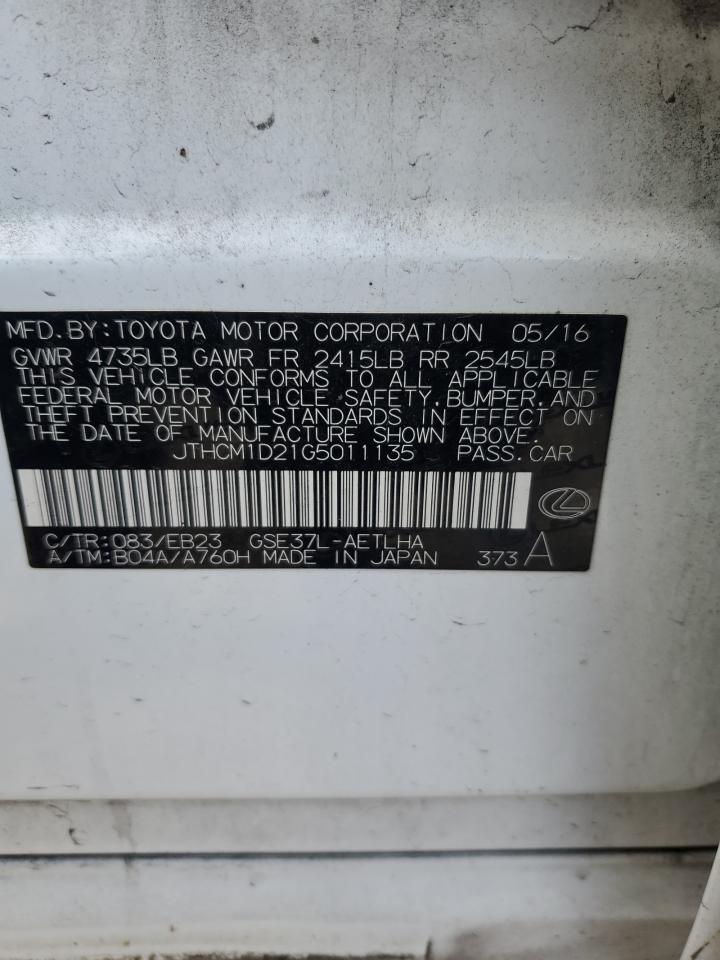 MFD.BY:TOYOTA MOTOR CORPORATION 05/16
GVWR 4735LB GAWR FR 2415LB RR 2545LB
THIS VEHICLE CONFORMS TO ALL APPLICABLE
FEDERAL MOTOR VEHICLE SAFETY,BUMPER,AND
THEFT PREVENTION STANDARDS IN EFFECT ON
THE DATE OF MANUFACTURE SHOWN ABOVE.
JTHCM1D21G5011135 PASS.CAR
C/TR:083/EB23 GSE37L-AETLHA
A/TM:B04A/A760H MADE IN JAPAN 373 A